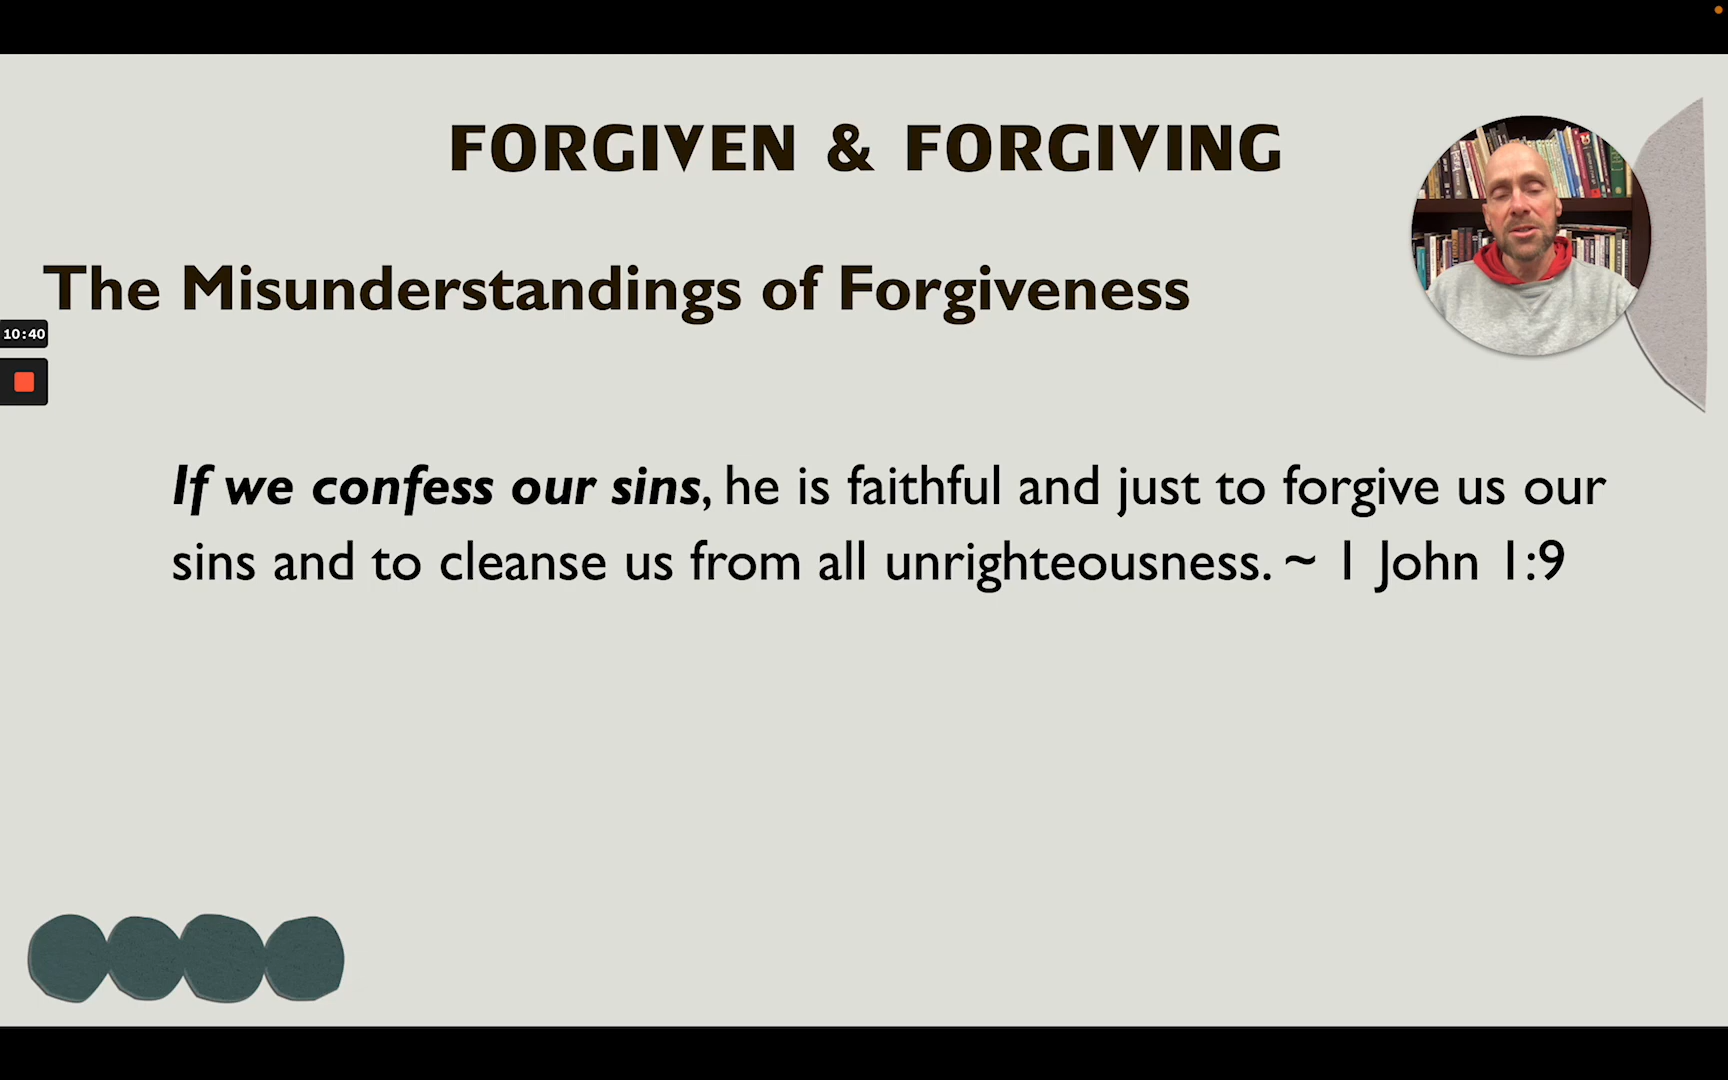 FORGIVEN & FORGIVING
The Misunderstandings of Forgiveness
10:40
If we confess our sins, he is faithful and just to forgive us our
sins and to cleanse us from all unrighteousness. ~ 1 John 1:9